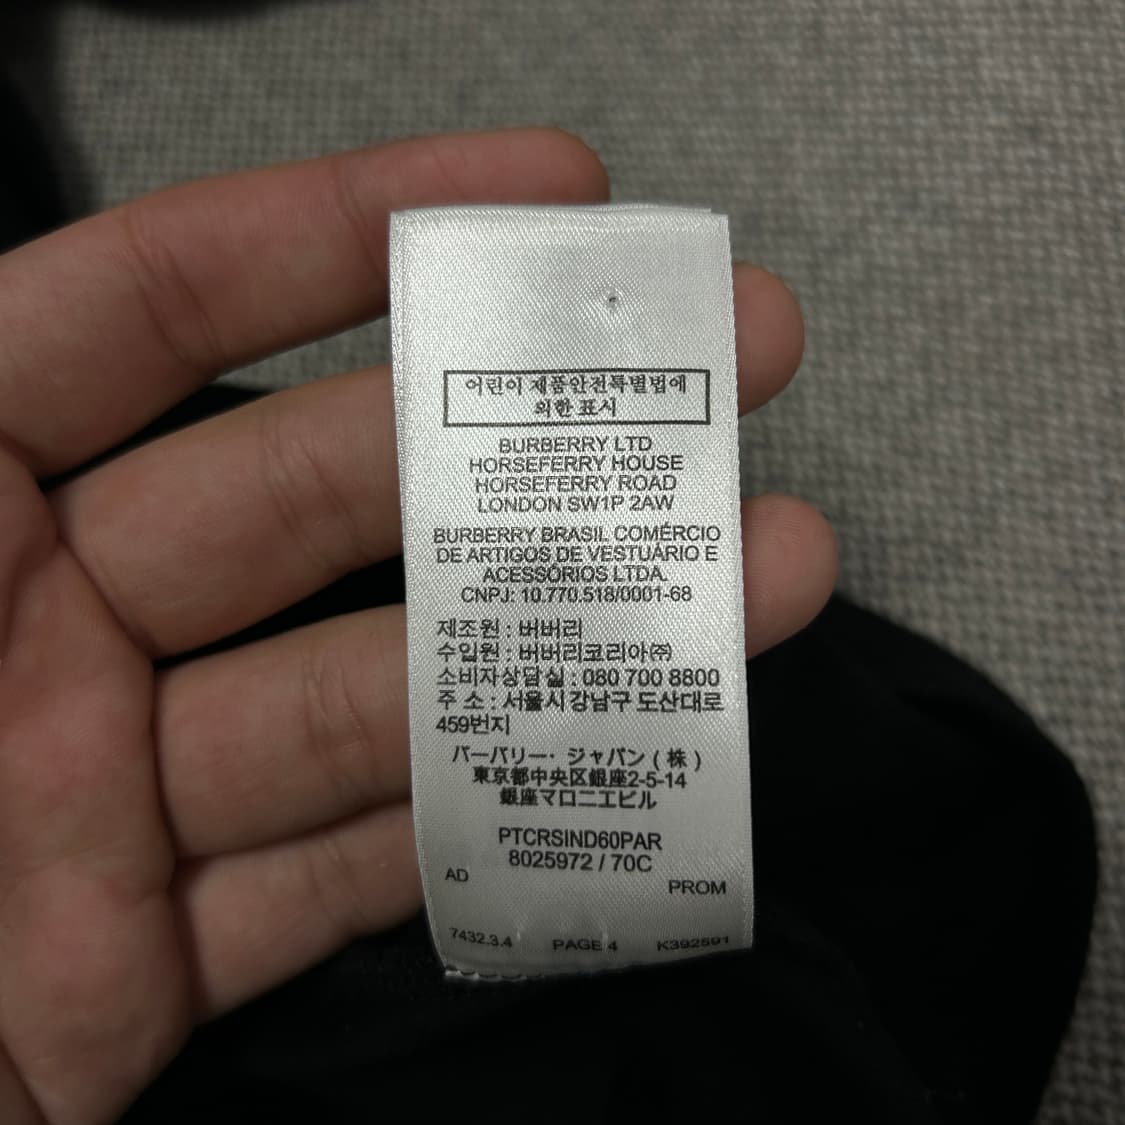 어린이 제품안전특별법에
의한 표시
BURBERRY LTD
HORSEFERRY HOUSE
HORSEFERRY ROAD
LONDON SW1P 2AW
BURBERRY BRASIL COMÉRCIO
DE ARTIGOS DE VESTUÁRIO E
ACESSÓRIOS LTDA.
CNPJ: 10.770.518/0001-68
제조원 : 버버리
수입원 : 버버리코리아㈜
소비자상담실 : 080 700 8800
주 소 : 서울시 강남구 도산대로
459번지
バーバリー· ジャパン ( 株 )
東京都中央区銀座2-5-14
銀座マロニエビル
PTCRSIND60PAR
8025972 / 70C
AD
PROM
7432.3.4 PAGE 4 K392591